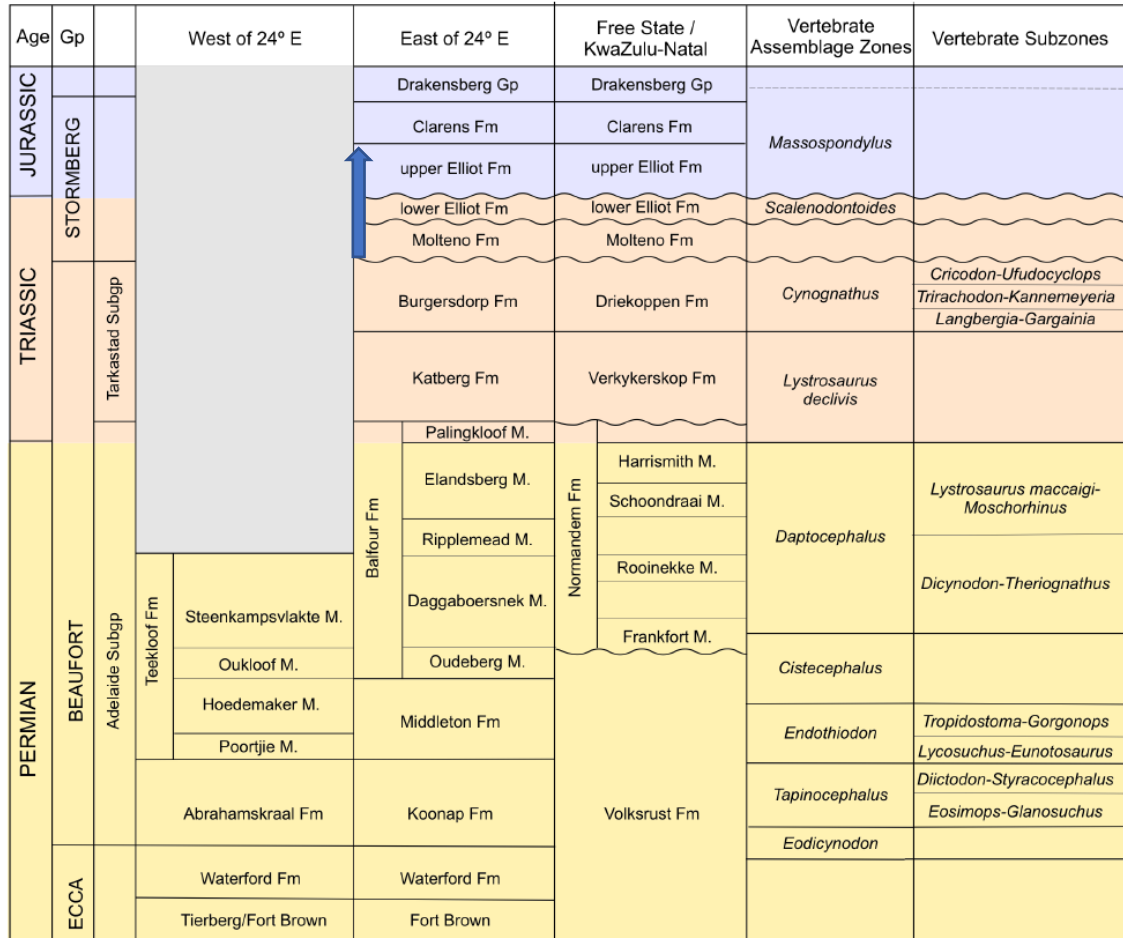 Age
Gp
West of 24º E
East of 24º E
Free State /
KwaZulu-Natal
Vertebrate
Assemblage Zones
Vertebrate Subzones
JURASSIC
TRIASSIC
PERMIAN
STORMBERG
BEAUFORT
ECCA
Tarkastad Subgp
Adelaide Subgp
Teekloof Fm
Steenkampsvlakte M.
Oukloof M.
Hoedemaker M.
Poortjie M.
Abrahamskraal Fm
Waterford Fm
Tierberg/Fort Brown
Drakensberg Gp
Clarens Fm
upper Elliot Fm
lower Elliot Fm
Molteno Fm
Burgersdorp Fm
Katberg Fm
Balfour Fm
Palingkloof M.
Elandsberg M.
Ripplemead M.
Daggaboersnek M.
Oudeberg M.
Middleton Fm
Koonap Fm
Waterford Fm
Fort Brown
Drakensberg Gp
Clarens Fm
upper Elliot Fm
lower Elliot Fm
Molteno Fm
Driekoppen Fm
Verkykerskop Fm
Normandem Fm
Harrismith M.
Schoondraai M.
Rooinekke M.
Frankfort M.
Volksrust Fm
Massospondylus
Scalenodontoides
Cynognathus
Lystrosaurus
declivis
Daptocephalus
Cistecephalus
Endothiodon
Tapinocephalus
Eodicynodon
Cricodon-Ufudocyclops
Trirachodon-Kannemeyeria
Langbergia-Gargainia
Lystrosaurus maccaigi-
Moschorhinus
Dicynodon-Theriognathus
Tropidostoma-Gorgonops
Lycosuchus-Eunotosaurus
Diictodon-Styracocephalus
Eosimops-Glanosuchus